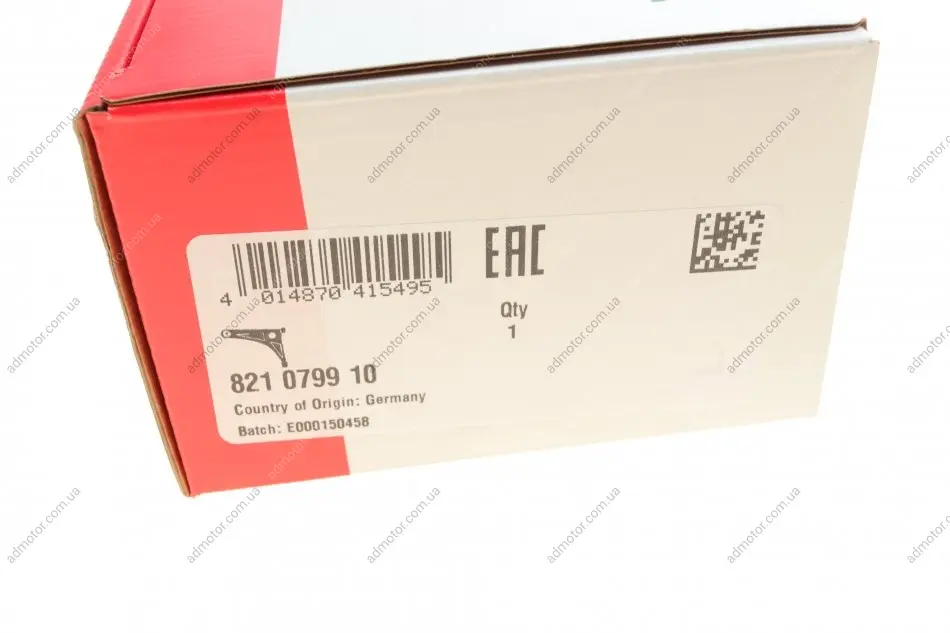 4 014870 415495
EAC
Qty
1
821 0799 10
Country of Origin: Germany
Batch: E000150458
admotor.com.ua